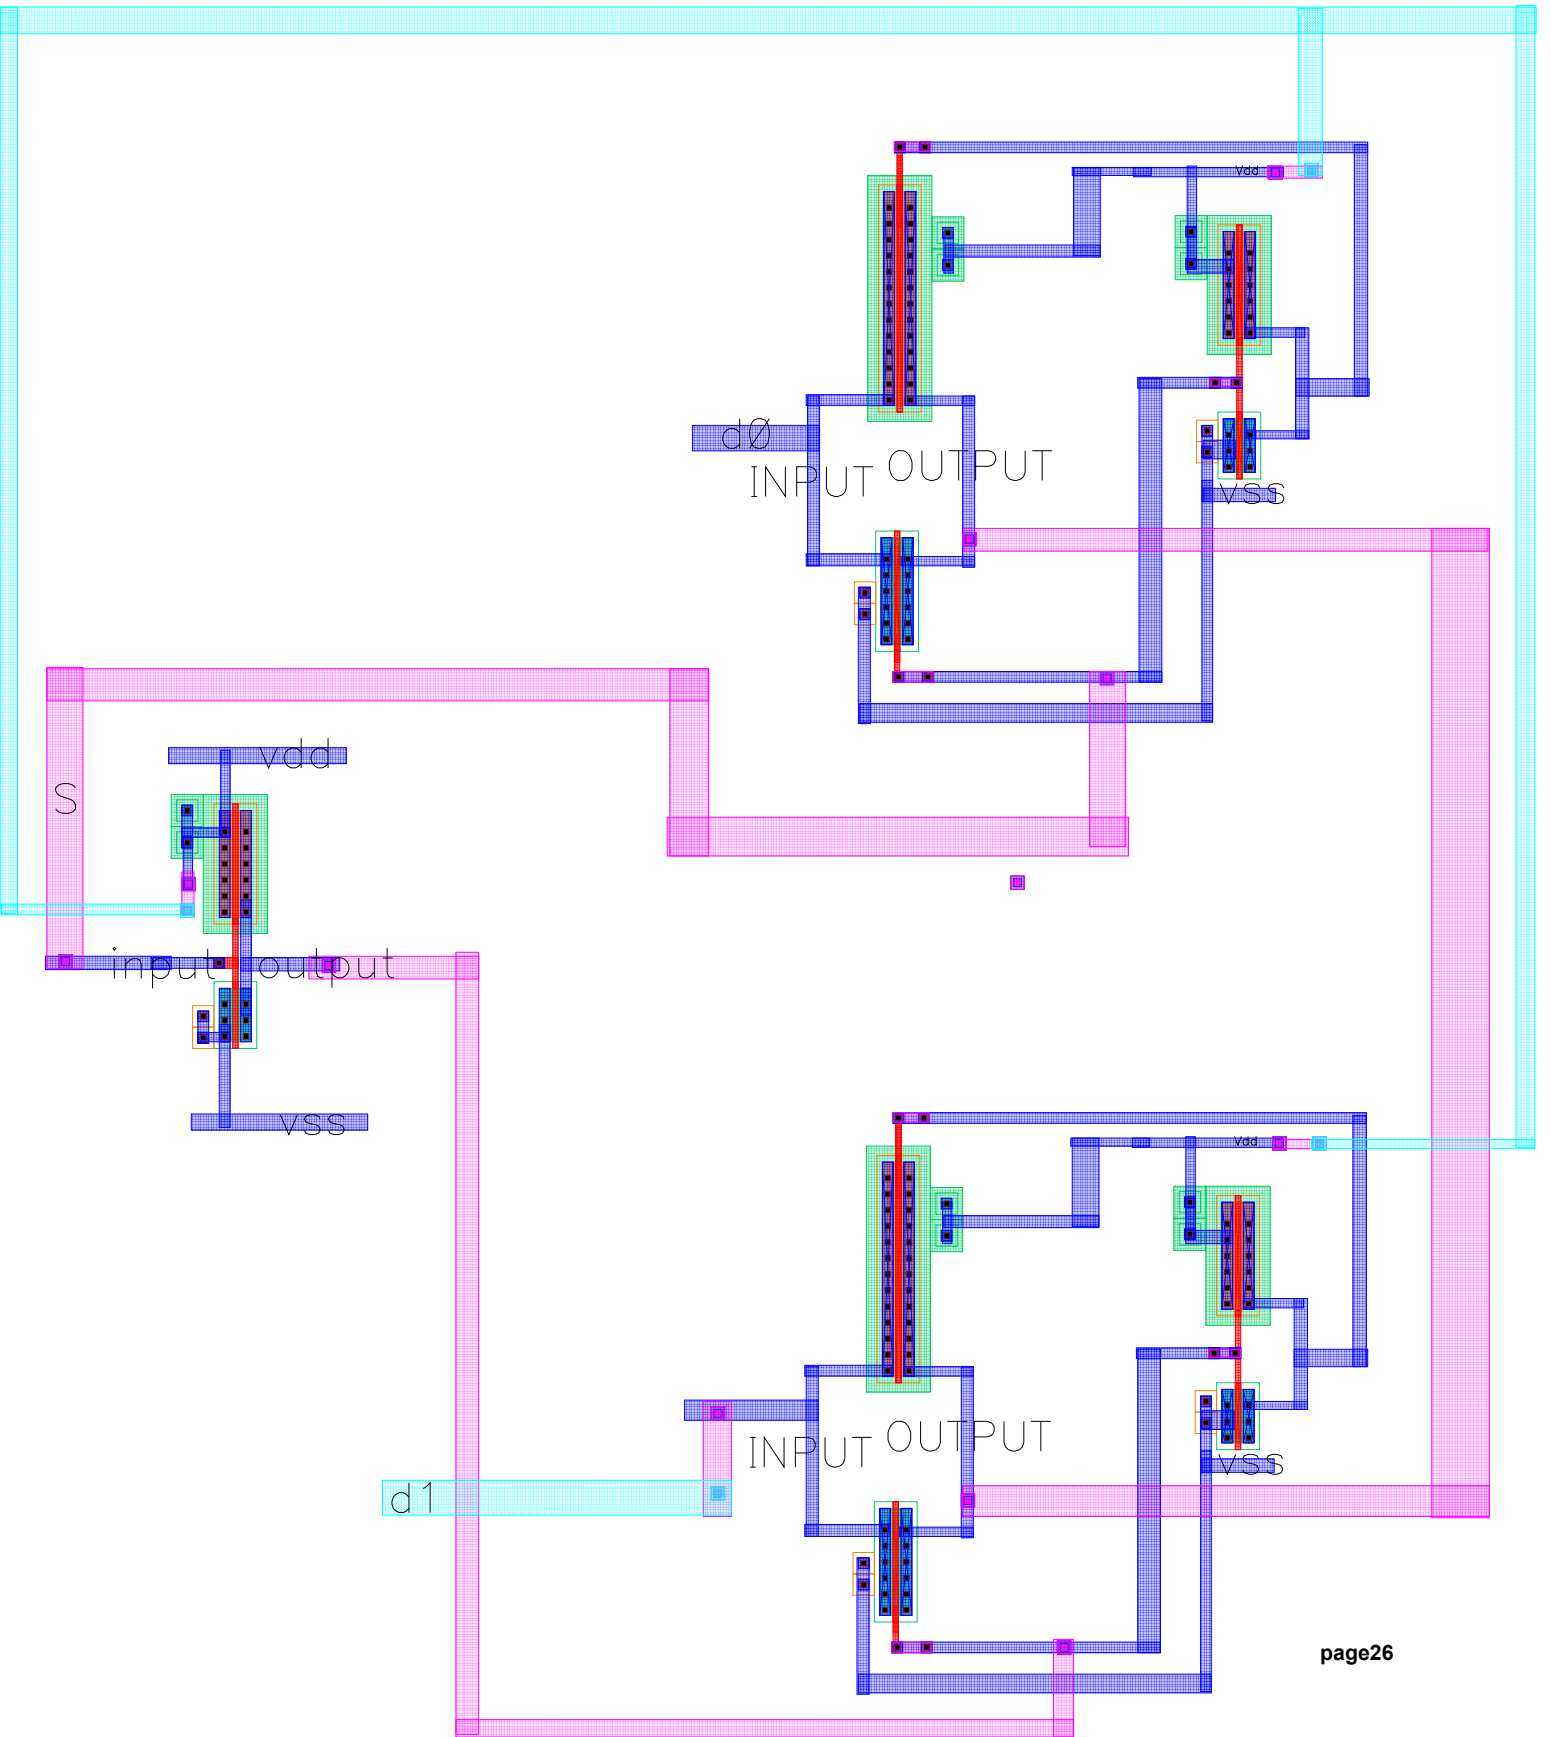 Vdd
d0
OUTPUT
INPUT
vss
vdd
S
input
output
vss
Vdd
OUTPUT
INPUT
vss
d1
page26